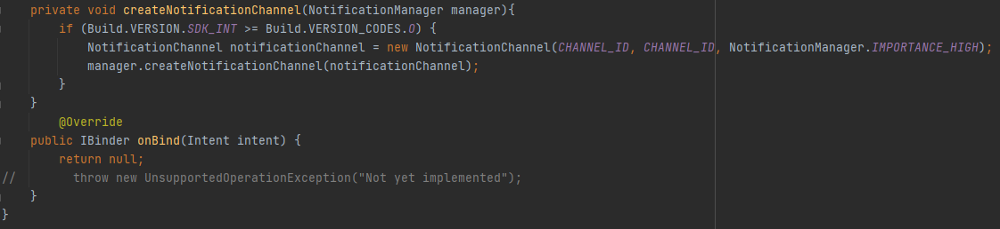 private void createNotificationChannel(NotificationManager manager){
if (Build.VERSION.SDK_INT >= Build.VERSION_CODES.O) {
NotificationChannel notificationChannel = new NotificationChannel(CHANNEL_ID, CHANNEL_ID, NotificationManager.IMPORTANCE_HIGH);
manager.createNotificationChannel(notificationChannel);
}
}
@Override
public IBinder onBind(Intent intent) {
return null;
// throw new UnsupportedOperationException("Not yet implemented");
}
}